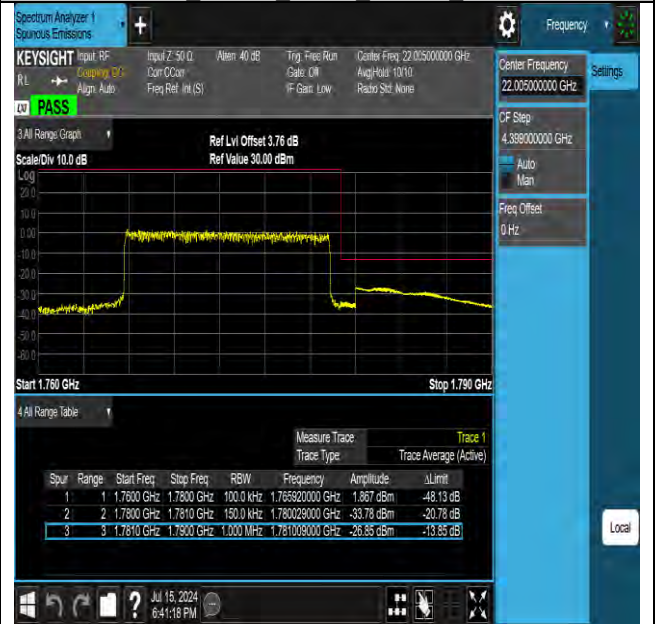 Spectrum Analyzer 1
Spurious Emissions
+
Frequency
KEYSIGHT Input: RF Input Z: 50 Ω Atten: 40 dB Trig: Free Run Center Freq: 22.005000000 GHz
RL Coupling: DC Corr CCorr Gate: Off Avg|Hold: 10/10
Align: Auto Freq Ref: Int (S) IF Gain: Low Radio Std: None
LXI PASS
3 All Range Graph
Ref Lvl Offset 3.76 dB
Scale/Div 10.0 dB Ref Value 30.00 dBm
Log
20.0
10.0
0.00
-10.0
-20.0
-30.0
-40.0
-50.0
-60.0
Start 1.760 GHz Stop 1.790 GHz
4 All Range Table
Measure Trace Trace 1
Trace Type Trace Average (Active)
Spur Range Start Freq Stop Freq RBW Frequency Amplitude ΔLimit
1 1 1.7600 GHz 1.7800 GHz 100.0 kHz 1.765920000 GHz 1.867 dBm -48.13 dB
2 2 1.7800 GHz 1.7810 GHz 150.0 kHz 1.780029000 GHz -33.78 dBm -20.78 dB
3 3 1.7810 GHz 1.7900 GHz 1.000 MHz 1.781009000 GHz -26.85 dBm -13.85 dB
Center Frequency
22.005000000 GHz
Settings
CF Step
4.399000000 GHz
Auto
Man
Freq Offset
0 Hz
Local
?
Jul 15, 2024
6:41:18 PM